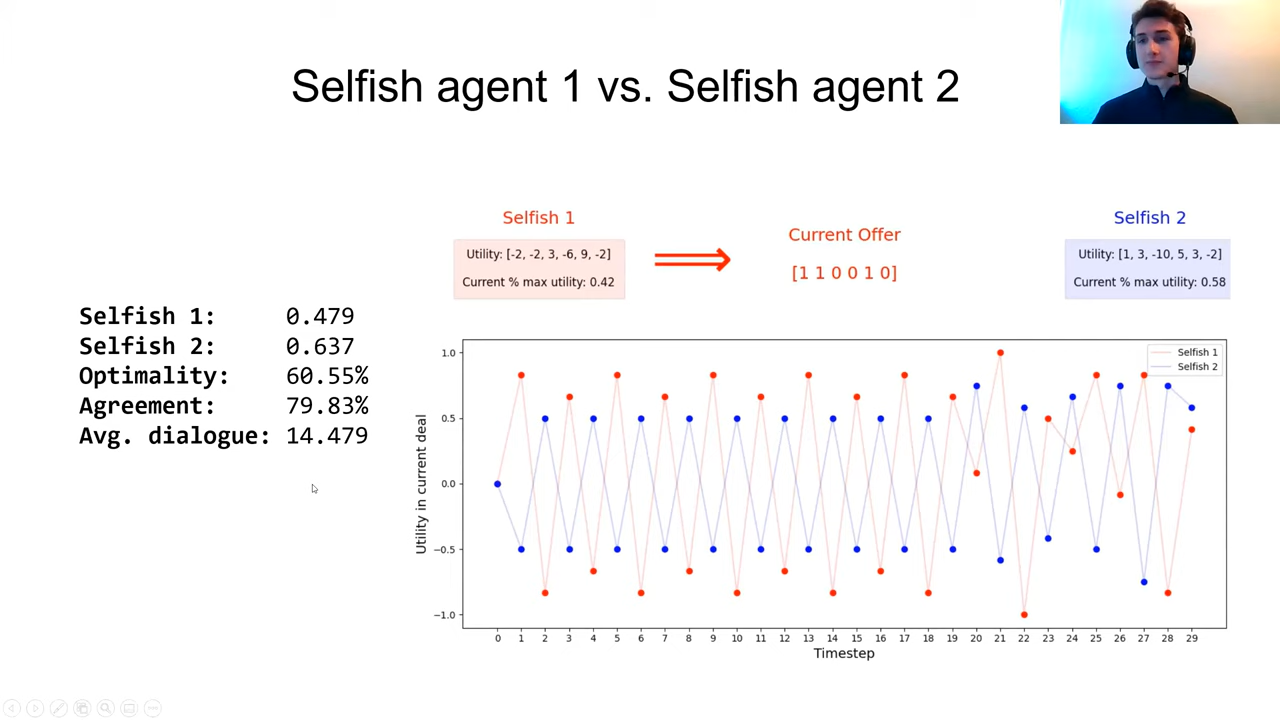 Selfish agent 1 vs. Selfish agent 2
Selfish 1
Utility: [-2, -2, 3, -6, 9, -2]
Current % max utility: 0.42
Current Offer
[1 1 0 0 1 0]
Selfish 2
Utility: [1, 3, -10, 5, 3, -2]
Current % max utility: 0.58
Selfish 1: 0.479
Selfish 2: 0.637
Optimality: 60.55%
Agreement: 79.83%
Avg. dialogue: 14.479
Utility in current deal
1.0
0.5
0.0
−0.5
−1.0
Selfish 1
Selfish 2
0 1 2 3 4 5 6 7 8 9 10 11 12 13 14 15 16 17 18 19 20 21 22 23 24 25 26 27 28 29
Timestep